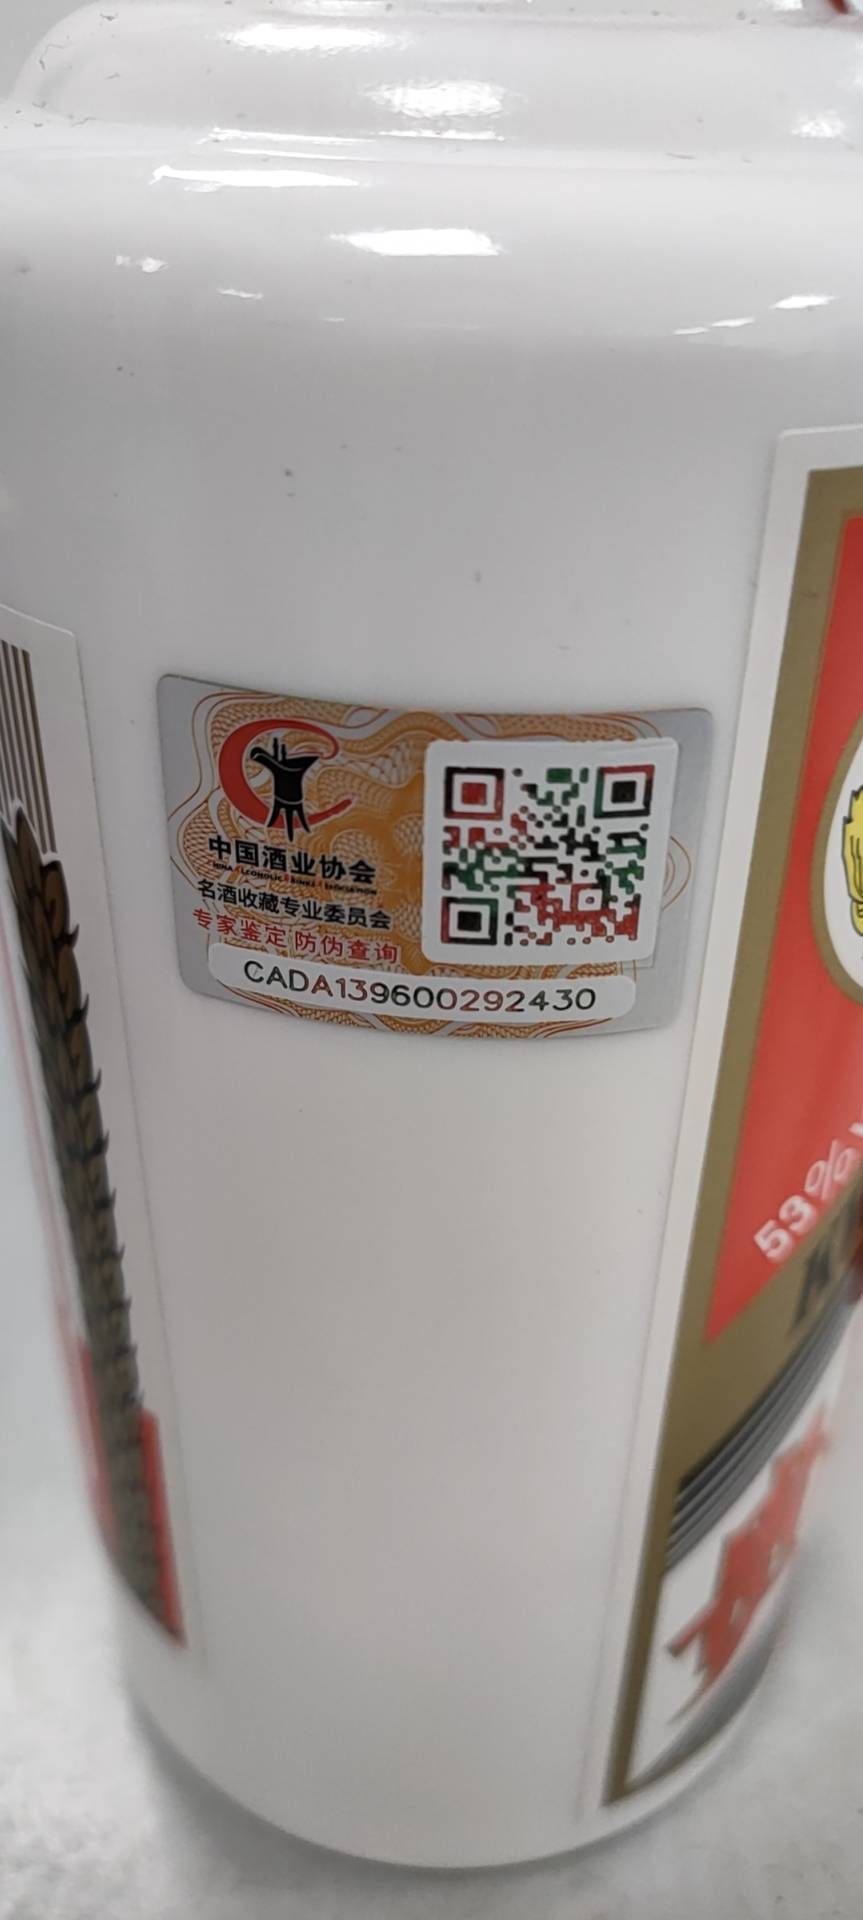 中国酒业协会
名酒收藏专业委员会
专家鉴定 防伪查询
CADA139600292430
53%